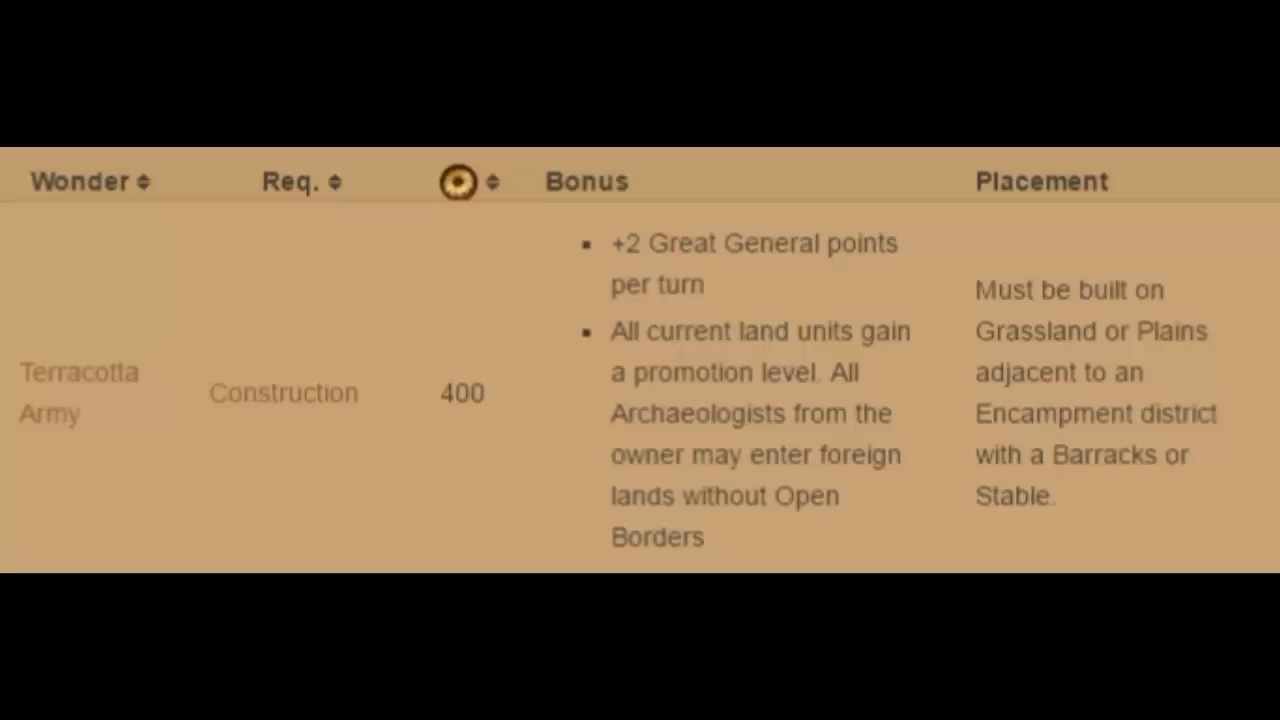 Wonder Req. Bonus Placement
+2 Great General points
per turn
All current land units gain
a promotion level. All
Archaeologists from the
owner may enter foreign
lands without Open
Borders
Terracotta
Army
Construction
400
Must be built on
Grassland or Plains
adjacent to an
Encampment district
with a Barracks or
Stable.